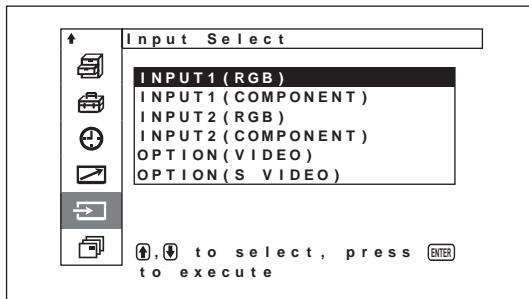 Input Select
INPUT1(RGB)
INPUT1(COMPONENT)
INPUT2(RGB)
INPUT2(COMPONENT)
OPTION(VIDEO)
OPTION(S VIDEO)
↑,↓ to select, press ENTER
to execute